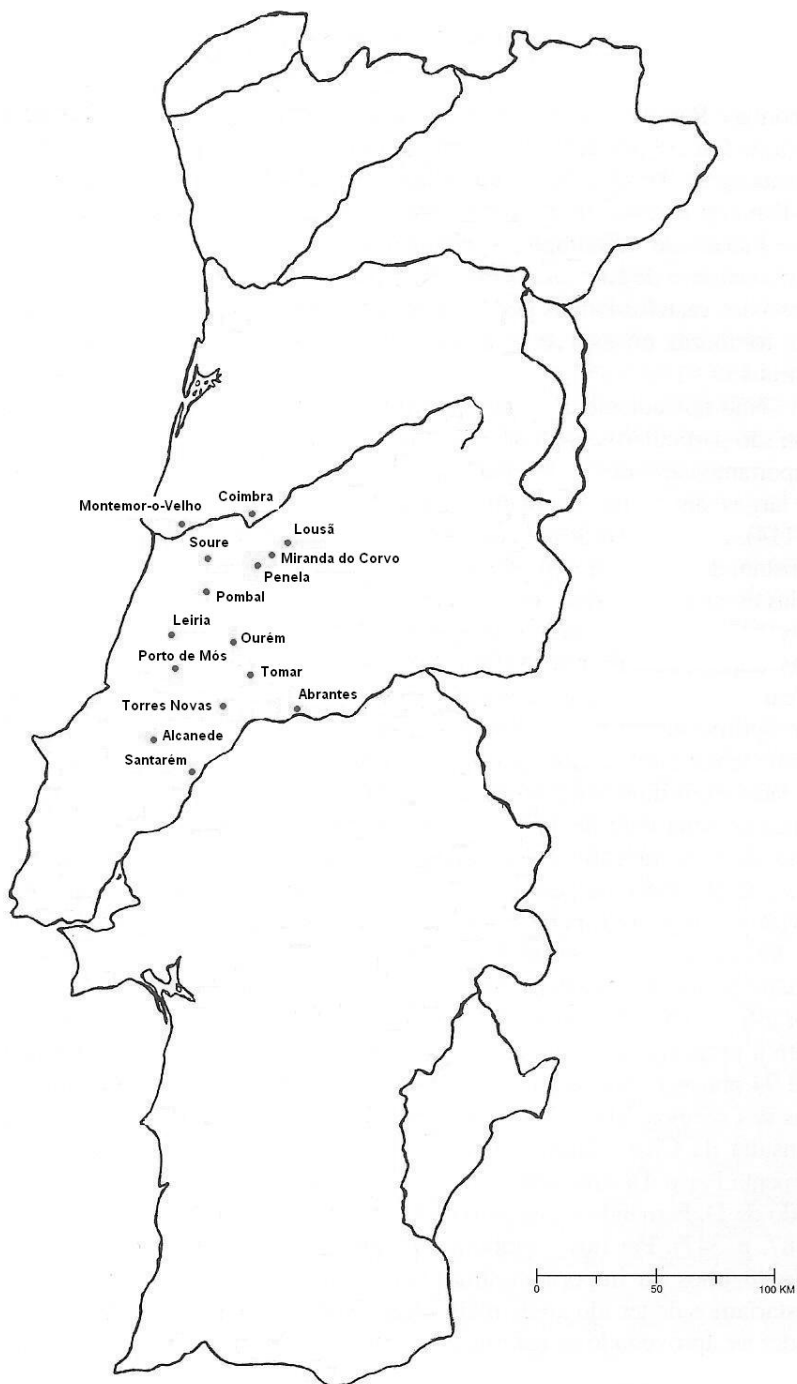 Coimbra
Montemor-o-Velho
Lousã
Soure
Miranda do Corvo
Penela
Pombal
Leiria
Ourém
Porto de Mós
Tomar
Abrantes
Torres Novas
Alcanede
Santarém
0 50 100 KM